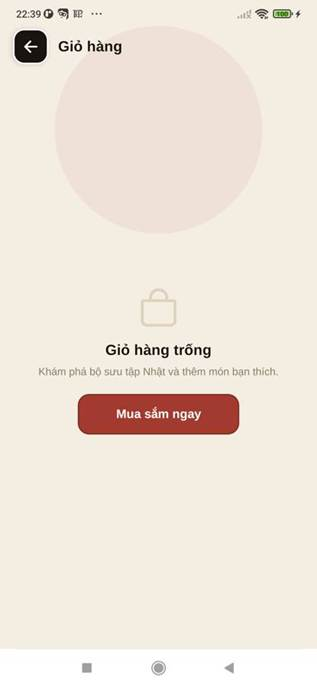 22:39
100
Giỏ hàng
Giỏ hàng trống
Khám phá bộ sưu tập Nhật và thêm món bạn thích.
Mua sắm ngay